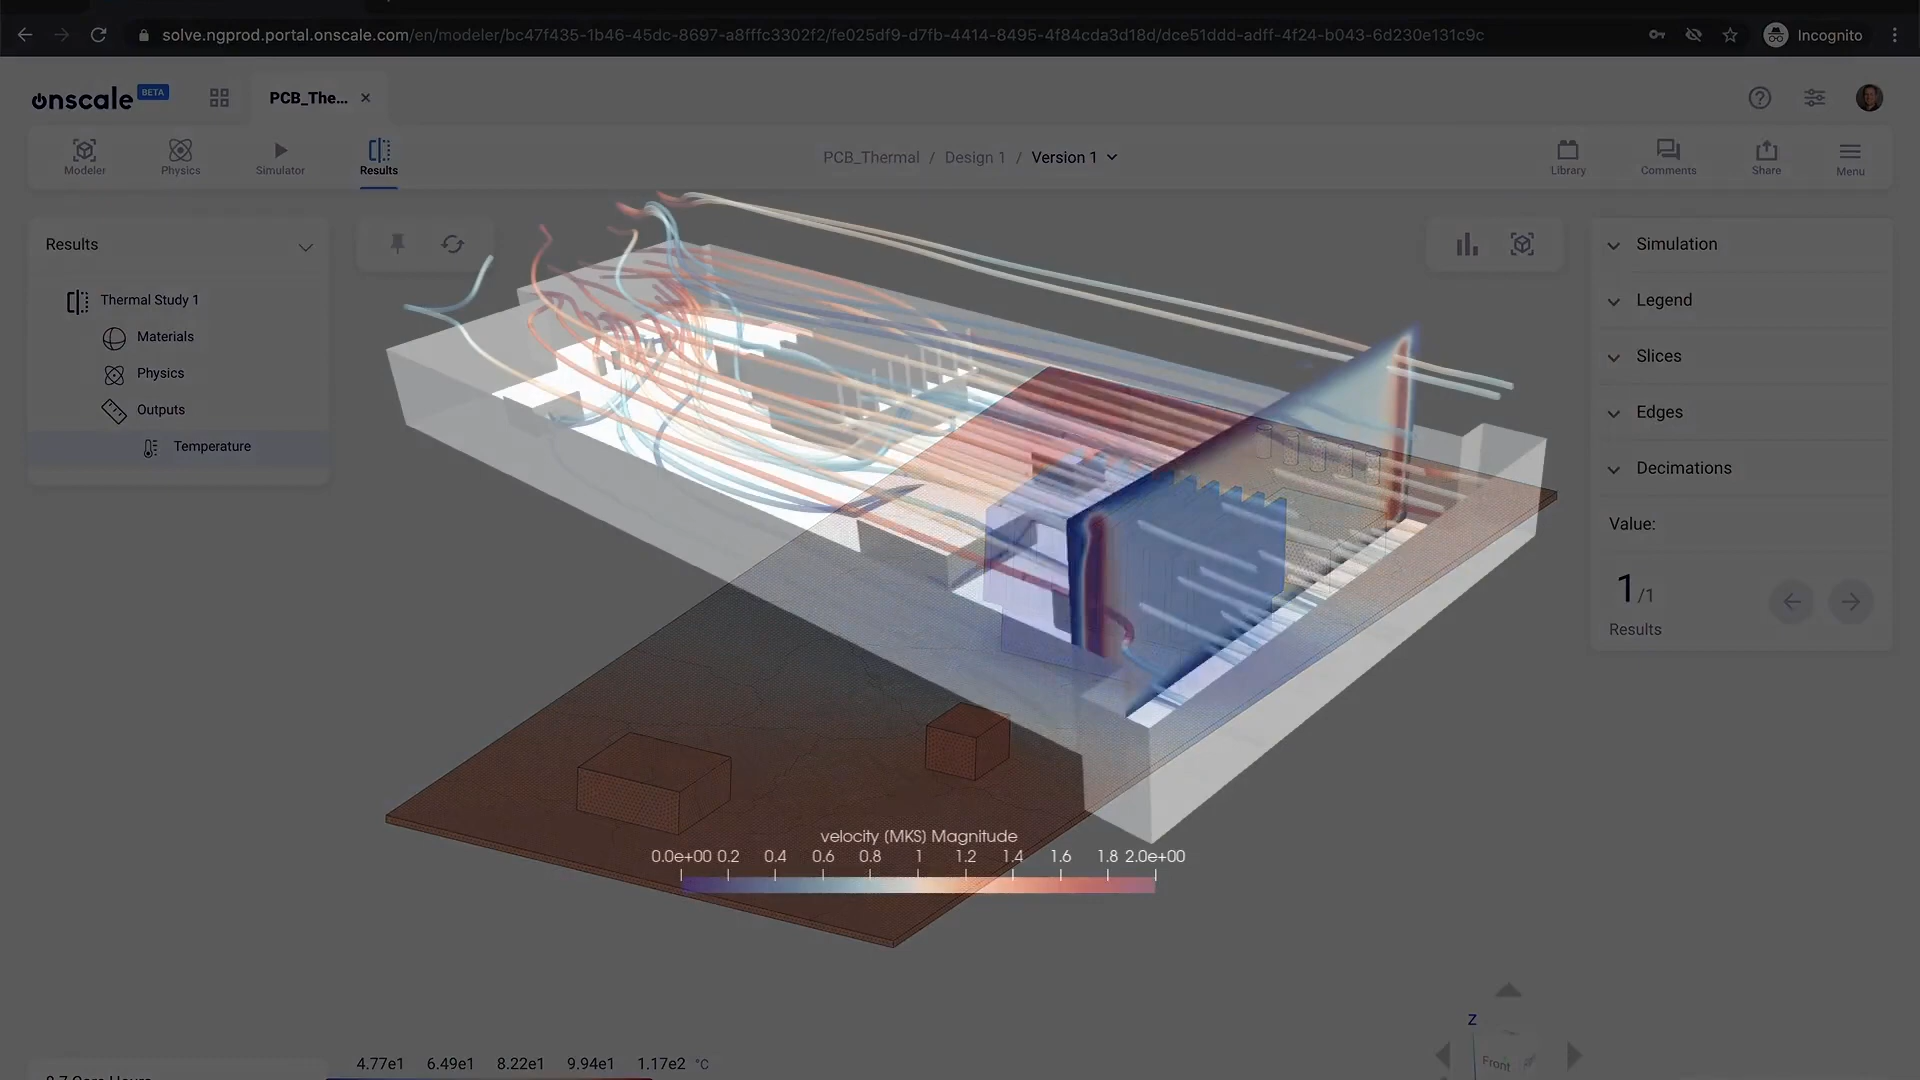 solve.ngprod.portal.onscale.com/en/modeler/bc47f435-1b46-45dc-8697-a8fffc3302f2/fe025df9-d7fb-4414-8495-4f84cda3d18d/dce51ddd-adff-4f24-b043-6d230e131c9c
Incognito
onscale BETA
PCB_The...
Modeler
Physics
Simulator
Results
PCB_Thermal / Design 1 / Version 1
Library
Comments
Share
Menu
Results
Thermal Study 1
Materials
Physics
Outputs
Temperature
Simulation
Legend
Slices
Edges
Decimations
Value:
1/1
Results
velocity (MKS) Magnitude
0.0e+00 0.2 0.4 0.6 0.8 1 1.2 1.4 1.6 1.8 2.0e+00
Z
Front
4.77e1 6.49e1 8.22e1 9.94e1 1.17e2 °C